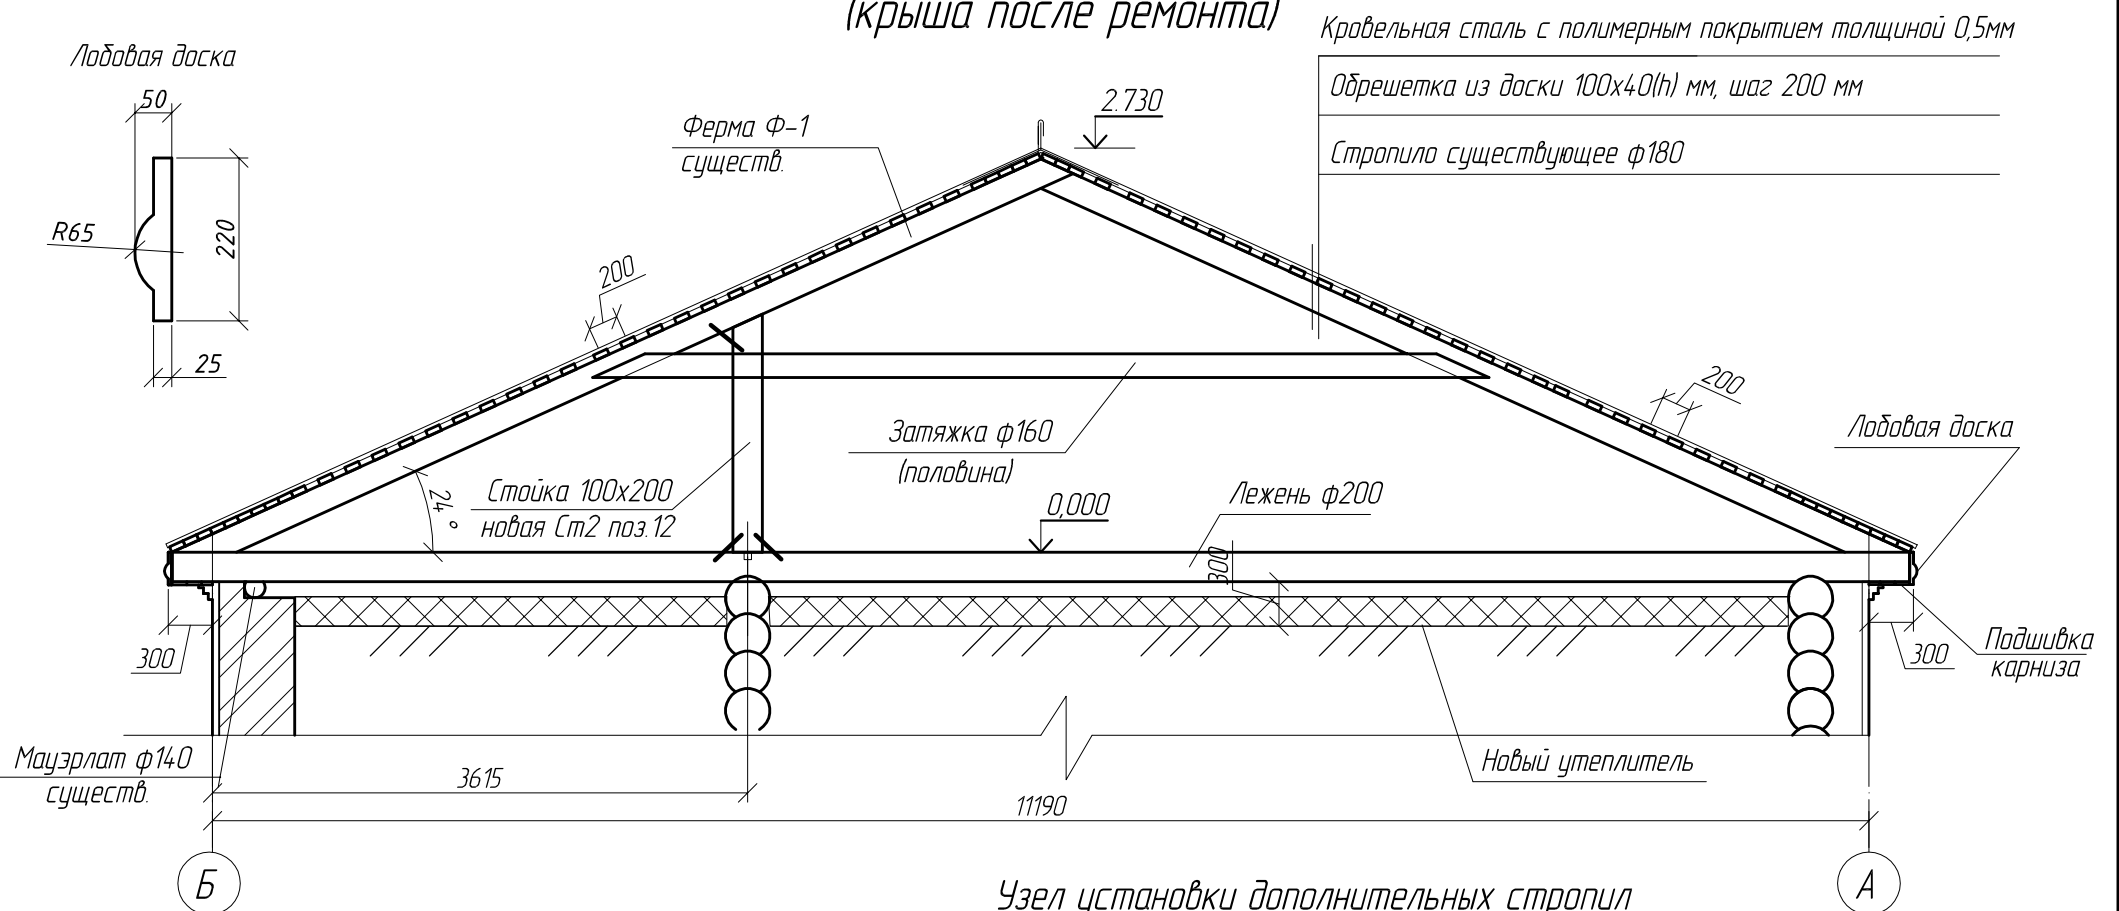 (крыша после ремонта)
Лобовая доска
50
R65
220
25
Ферма Ф-1
существ.
2.730
Кровельная сталь с полимерным покрытием толщиной 0,5мм
Обрешетка из доски 100х40(h) мм, шаг 200 мм
Стропило существующее ф180
200
200
Лобовая доска
Затяжка ф160
(половина)
24°
Стойка 100х200
новая Ст2 поз.12
0,000
Лежень ф200
300
300
300
Подшивка
карниза
Мауэрлат ф140
существ.
3615
11190
Новый утеплитель
Б
А
Узел установки дополнительных стропил